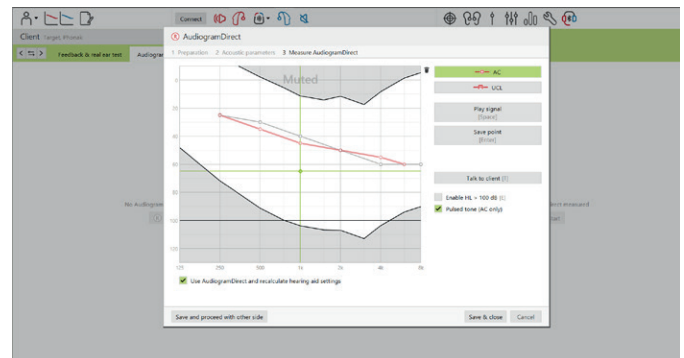 Connect
Client Target, Phonak
Feedback & real ear test
Audiogram
AudiogramDirect
1 Preparation 2 Acoustic parameters 3 Measure AudiogramDirect
Muted
AC
UCL
Play signal
[Space]
Save point
[Enter]
Talk to client [T]
Enable HL > 100 dB [E]
Pulsed tone (AC only)
No Audiogram
0
20
40
60
80
100
120
125 250 500 1k 2k 4k 8k
Use AudiogramDirect and recalculate hearing aid settings
Save and proceed with other side
Save & close
Cancel